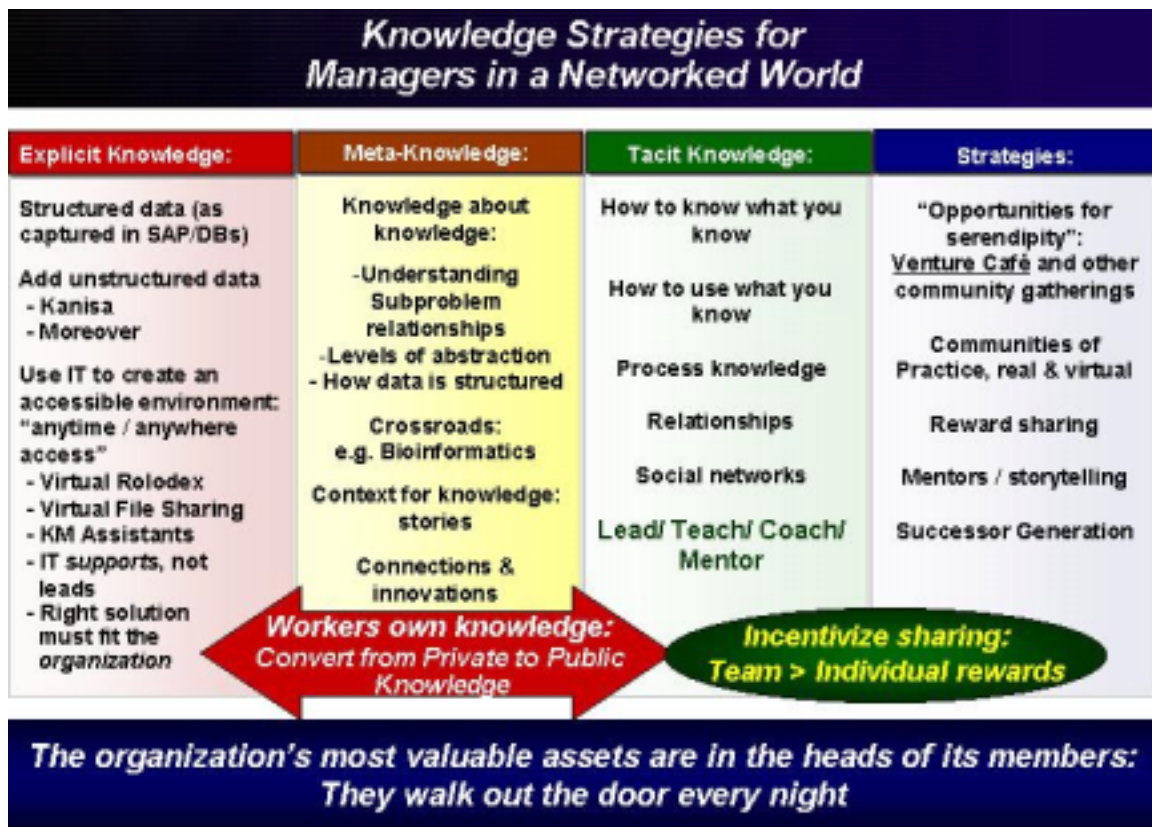 Knowledge Strategies for
Managers in a Networked World
Explicit Knowledge:
Structured data (as
captured in SAP/DBs)
Add unstructured data
- Kanisa
- Moreover
Use IT to create an
accessible environment:
“anytime / anywhere
access”
- Virtual Rolodex
- Virtual File Sharing
- KM Assistants
- IT supports, not
leads
- Right solution
must fit the
organization
Meta-Knowledge:
Knowledge about
knowledge:
-Understanding
Subproblem
relationships
-Levels of abstraction
- How data is structured
Crossroads:
e.g. Bioinformatics
Context for knowledge:
stories
Connections &
innovations
Tacit Knowledge:
How to know what you
know
How to use what you
know
Process knowledge
Relationships
Social networks
Lead/ Teach/ Coach/
Mentor
Strategies:
“Opportunities for
serendipity”:
Venture Café and other
community gatherings
Communities of
Practice, real & virtual
Reward sharing
Mentors / storytelling
Successor Generation
Workers own knowledge:
Convert from Private to Public
Knowledge
Incentivize sharing:
Team > Individual rewards
The organization’s most valuable assets are in the heads of its members:
They walk out the door every night